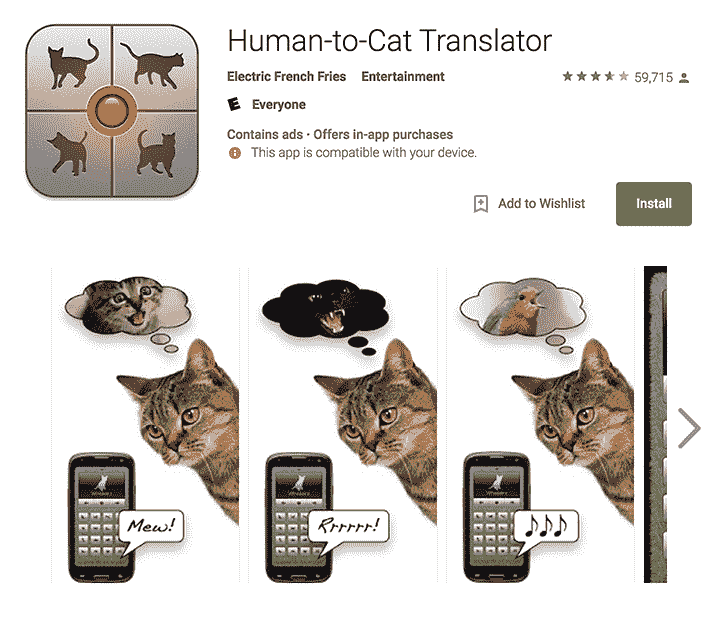 Human-to-Cat Translator
Electric French Fries Entertainment 59,715
E Everyone
Contains ads · Offers in-app purchases
This app is compatible with your device.
Add to Wishlist Install
Mew! Rrrrrr! ♪♪♪